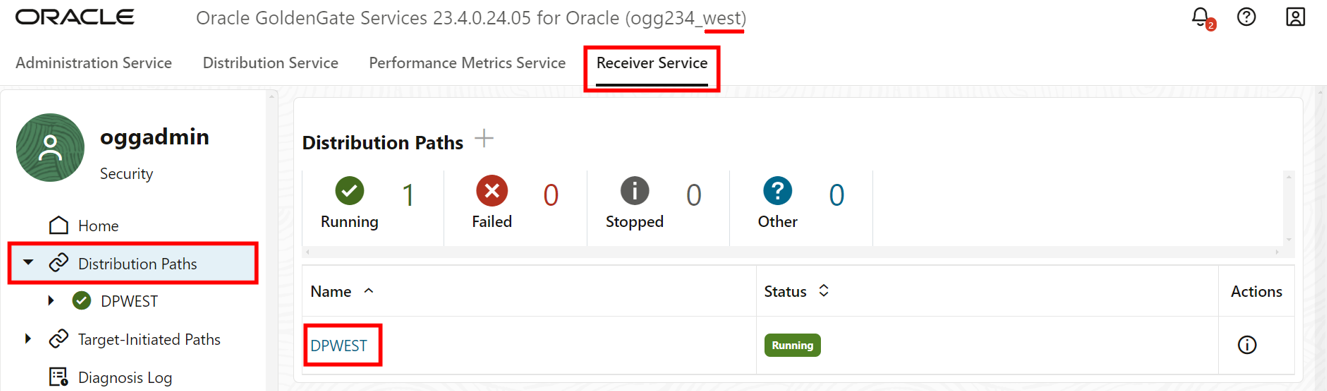 ORACLE Oracle GoldenGate Services 23.4.0.24.05 for Oracle (ogg234_west)
2
Administration Service Distribution Service Performance Metrics Service Receiver Service
oggadmin
Security
Home
Distribution Paths
DPWEST
Target-Initiated Paths
Diagnosis Log
Distribution Paths
1 0 0 0
Running Failed Stopped Other
Name Status Actions
DPWEST Running